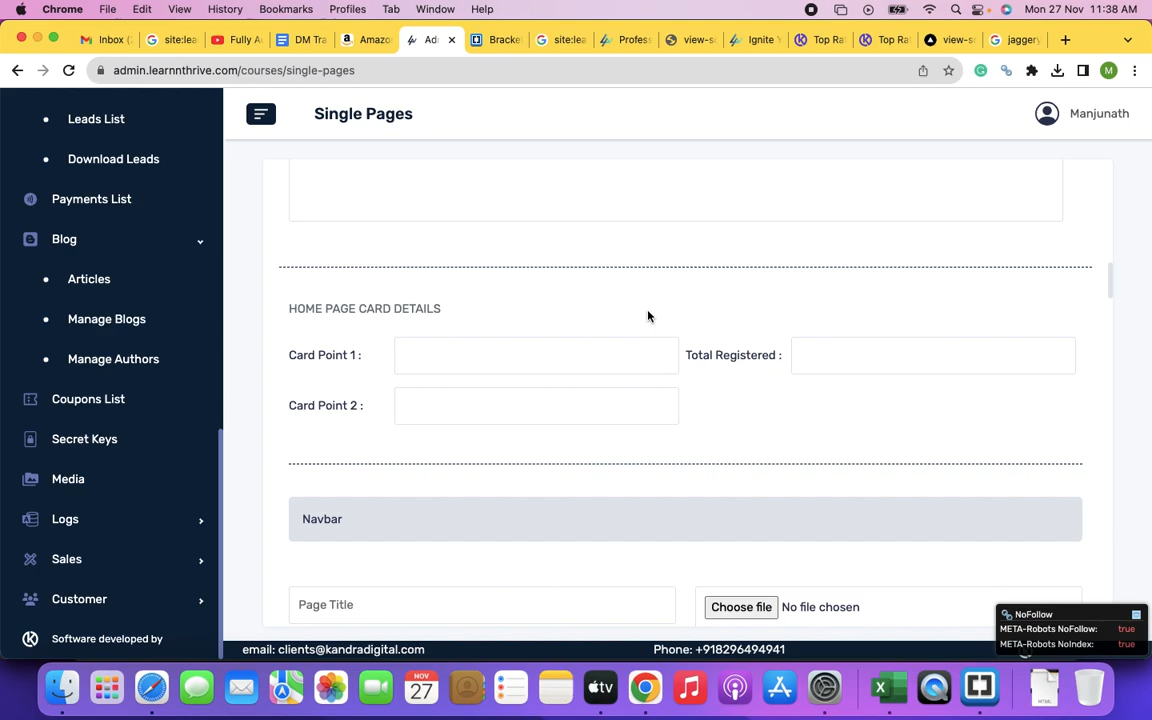 Chrome File Edit View History Bookmarks Profiles Tab Window Help Mon 27 Nov 11:38 AM
Inbox (2 site:lea Fully A DM Tra Amazo Ad Bracke site:lea Profes view-s Ignite Y Top Ra Top Ra view-s jagger
admin.learnnthrive.com/courses/single-pages M
Single Pages Manjunath
Leads List
Download Leads
Payments List
Blog
Articles
Manage Blogs
Manage Authors
Coupons List
Secret Keys
Media
Logs
Sales
Customer
Software developed by
HOME PAGE CARD DETAILS
Card Point 1 : Total Registered :
Card Point 2 :
Navbar
Page Title Choose file No file chosen
NoFollow
META-Robots NoFollow: true
META-Robots NoIndex: true
email: clients@kandradigital.com Phone: +918296494941
NOV
27
tv
HTML